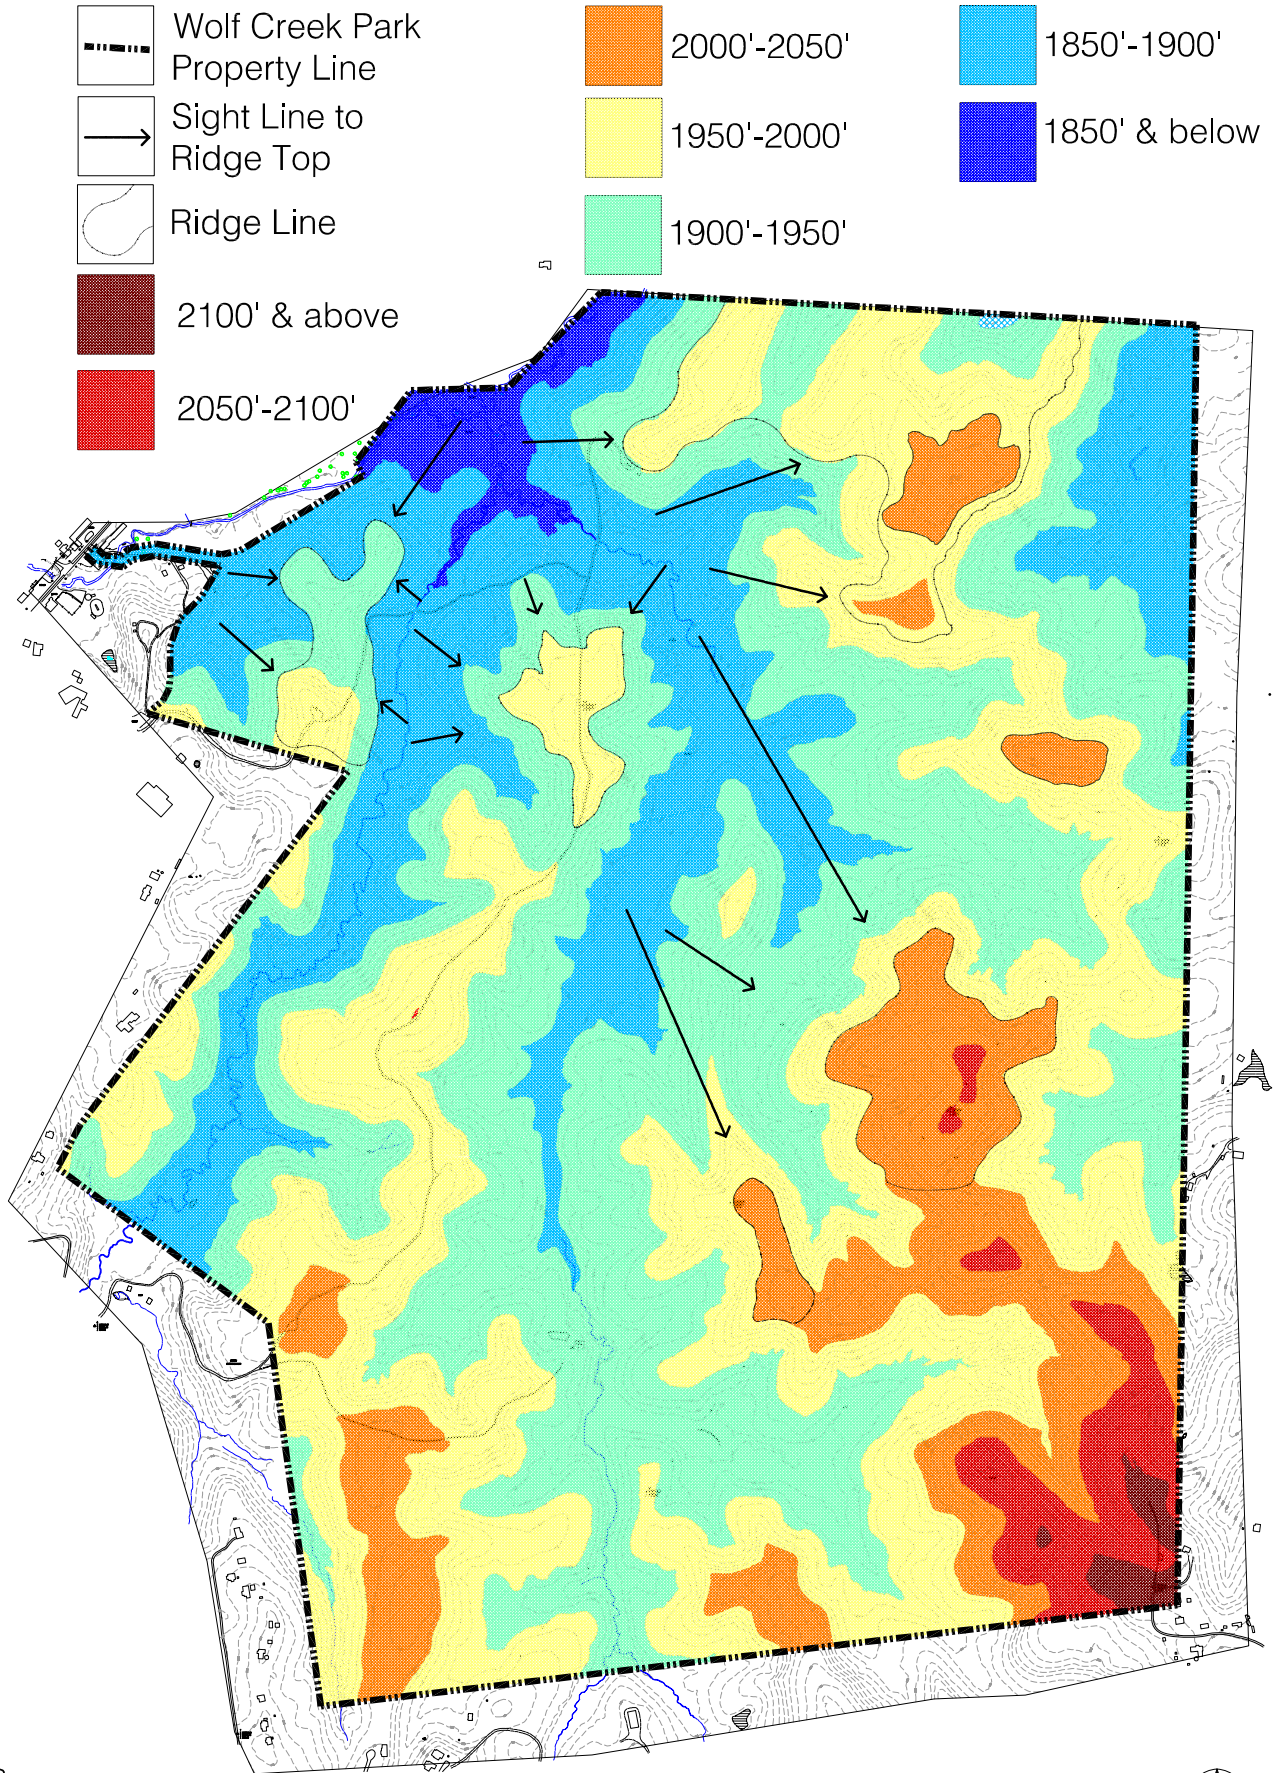 Wolf Creek Park
Property Line
Sight Line to
Ridge Top
Ridge Line
2100' & above
2050'-2100'
2000'-2050'
1950'-2000'
1900'-1950'
1850'-1900'
1850' & below